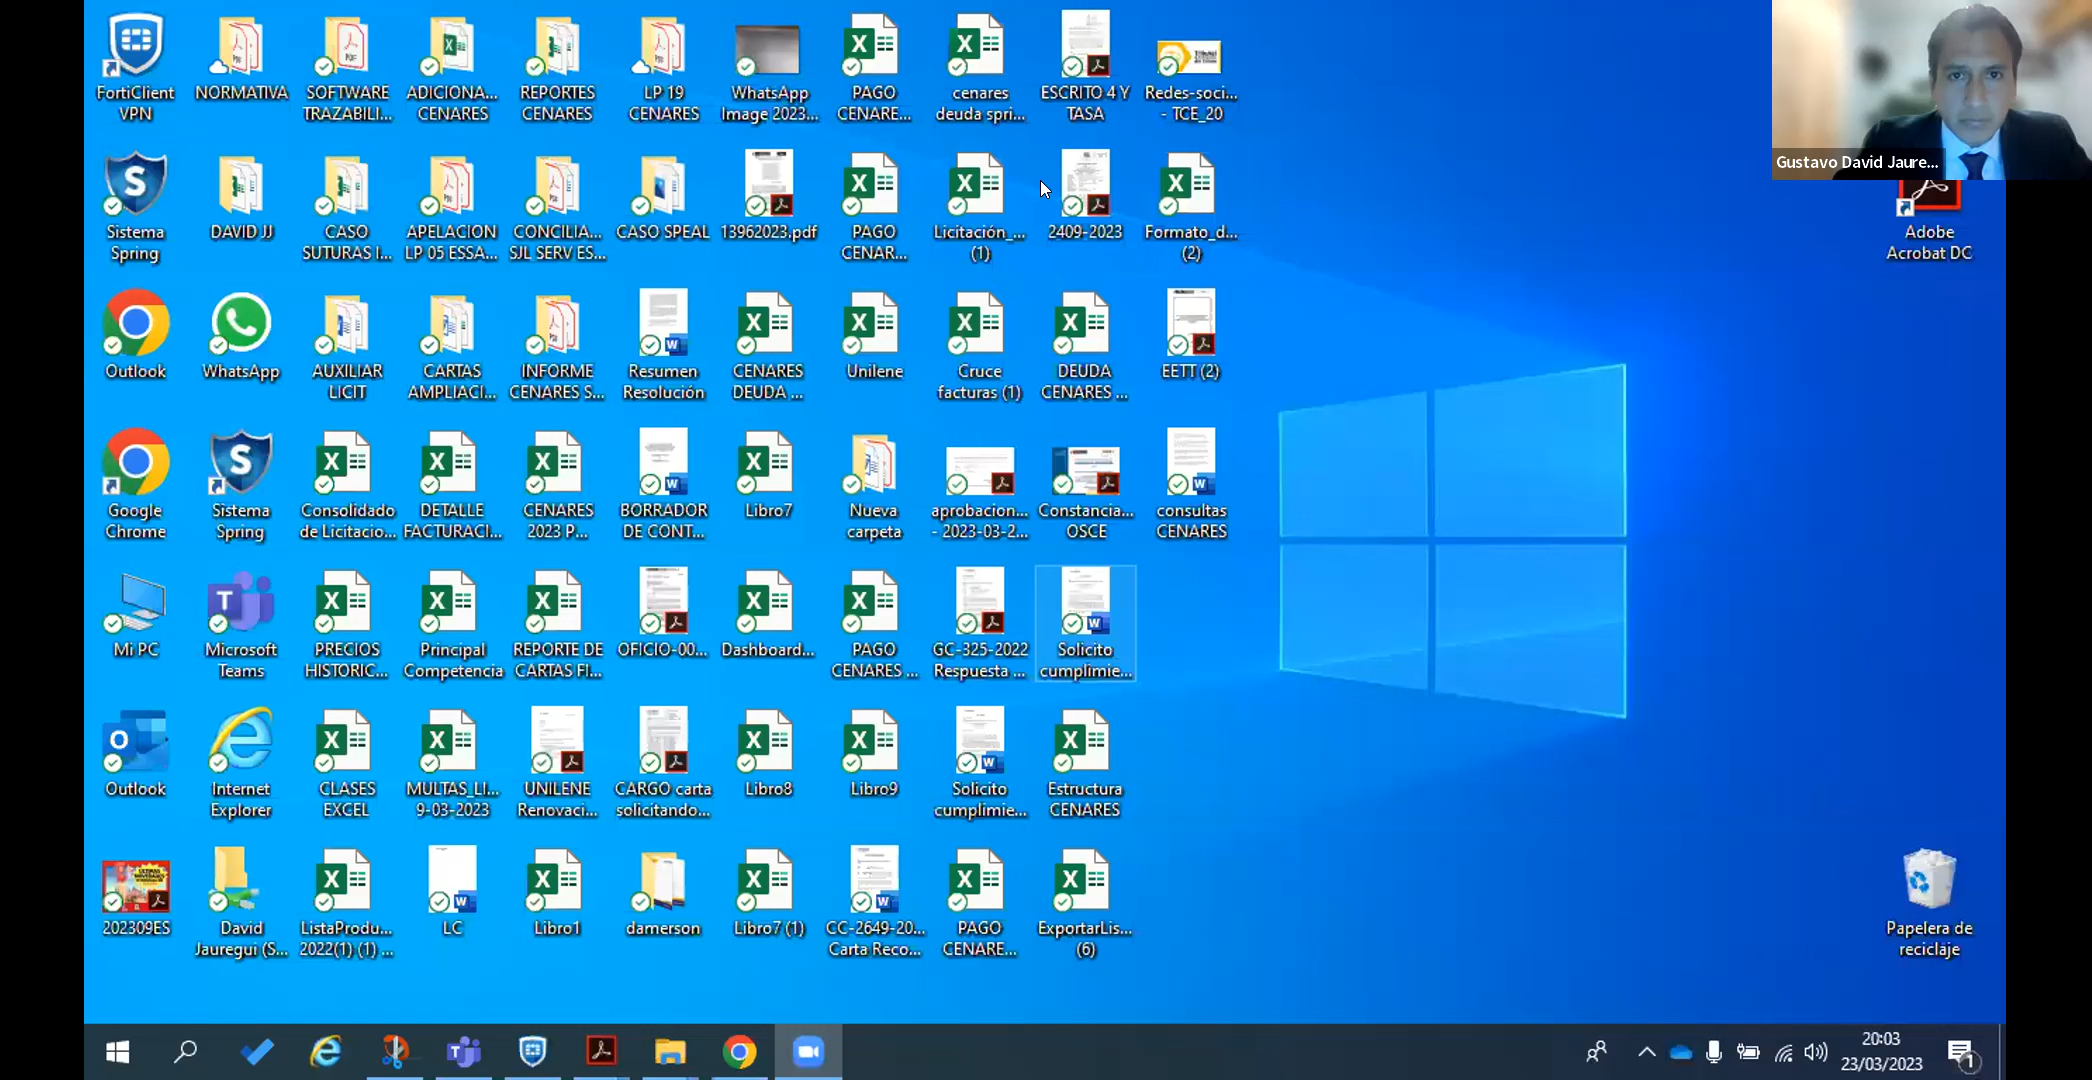 FortiClient
VPN
NORMATIVA
SOFTWARE
TRAZABILI...
ADICIONA...
CENARES
REPORTES
CENARES
LP 19
CENARES
WhatsApp
Image 2023...
PAGO
CENARE...
cenares
deuda spri...
ESCRITO 4 Y
TASA
Redes-soci...
- TCE_20
Gustavo David Jaure...
Sistema
Spring
DAVID JJ
CASO
SUTURAS I...
APELACION
LP 05 ESSA...
CONCILIA...
SJL SERV ES...
CASO SPEAL
13962023.pdf
PAGO
CENAR...
Licitación_...
(1)
2409-2023
Formato_d...
(2)
Adobe
Acrobat DC
Outlook
WhatsApp
AUXILIAR
LICIT
CARTAS
AMPLIACI...
INFORME
CENARES S...
Resumen
Resolución
CENARES
DEUDA ...
Unilene
Cruce
facturas (1)
DEUDA
CENARES ...
EETT (2)
Google
Chrome
Sistema
Spring
Consolidado
de Licitacio...
DETALLE
FACTURACI...
CENARES
2023 P...
BORRADOR
DE CONT...
Libro7
Nueva
carpeta
aprobacion...
- 2023-03-2...
Constancia...
OSCE
consultas
CENARES
Mi PC
Microsoft
Teams
PRECIOS
HISTORIC...
Principal
Competencia
REPORTE DE
CARTAS FI...
OFICIO-00...
Dashboard...
PAGO
CENARES ...
GC-325-2022
Respuesta ...
Solicito
cumplimie...
Outlook
Internet
Explorer
CLASES
EXCEL
MULTAS_LI...
9-03-2023
UNILENE
Renovaci...
CARGO carta
solicitando...
Libro8
Libro9
Solicito
cumplimie...
Estructura
CENARES
202309ES
David
Jauregui (S...
ListaProdu...
2022(1) (1) ...
LC
Libro1
damerson
Libro7 (1)
CC-2649-20...
Carta Reco...
PAGO
CENARE...
ExportarLis...
(6)
Papelera de
reciclaje
20:03
23/03/2023
1